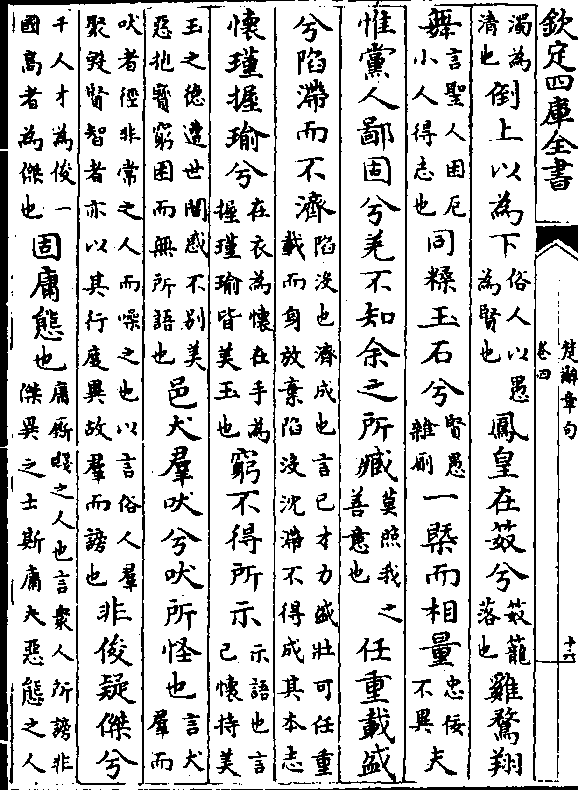 欽定四庫全書
楚辭章句
卷四
十六
濁為清也倒上以為下俗人以愚為賢也鳳皇在笯兮笯籠落也雞鶩翔
舞言聖人困厄小人得志也同糅玉石兮賢愚雜厠一槩而相量忠佞不異夫
惟黨人鄙固兮羌不知余之所臧莫照我之善意也任重載盛
兮陷滯而不濟陷没也濟成也言己才力盛壯可任重載而身放棄陷没沈滯不得成其本志
懷瑾握瑜兮在衣為懷在手為握瑾瑜皆美玉也窮不得所示示語也言己懷持美
玉之德遭世闇惑不别美惡抱寳窮困而無所語也邑犬羣吠兮吠所怪也言犬羣而
吠者怪非常之人而噪之也以言俗人羣聚毁賢智者亦以其行度異故羣而謗也非俊疑傑兮
千人才為俊一國高者為傑也固庸態也庸厮賤之人也言衆人所謗非傑異之士斯庸夫惡態之人